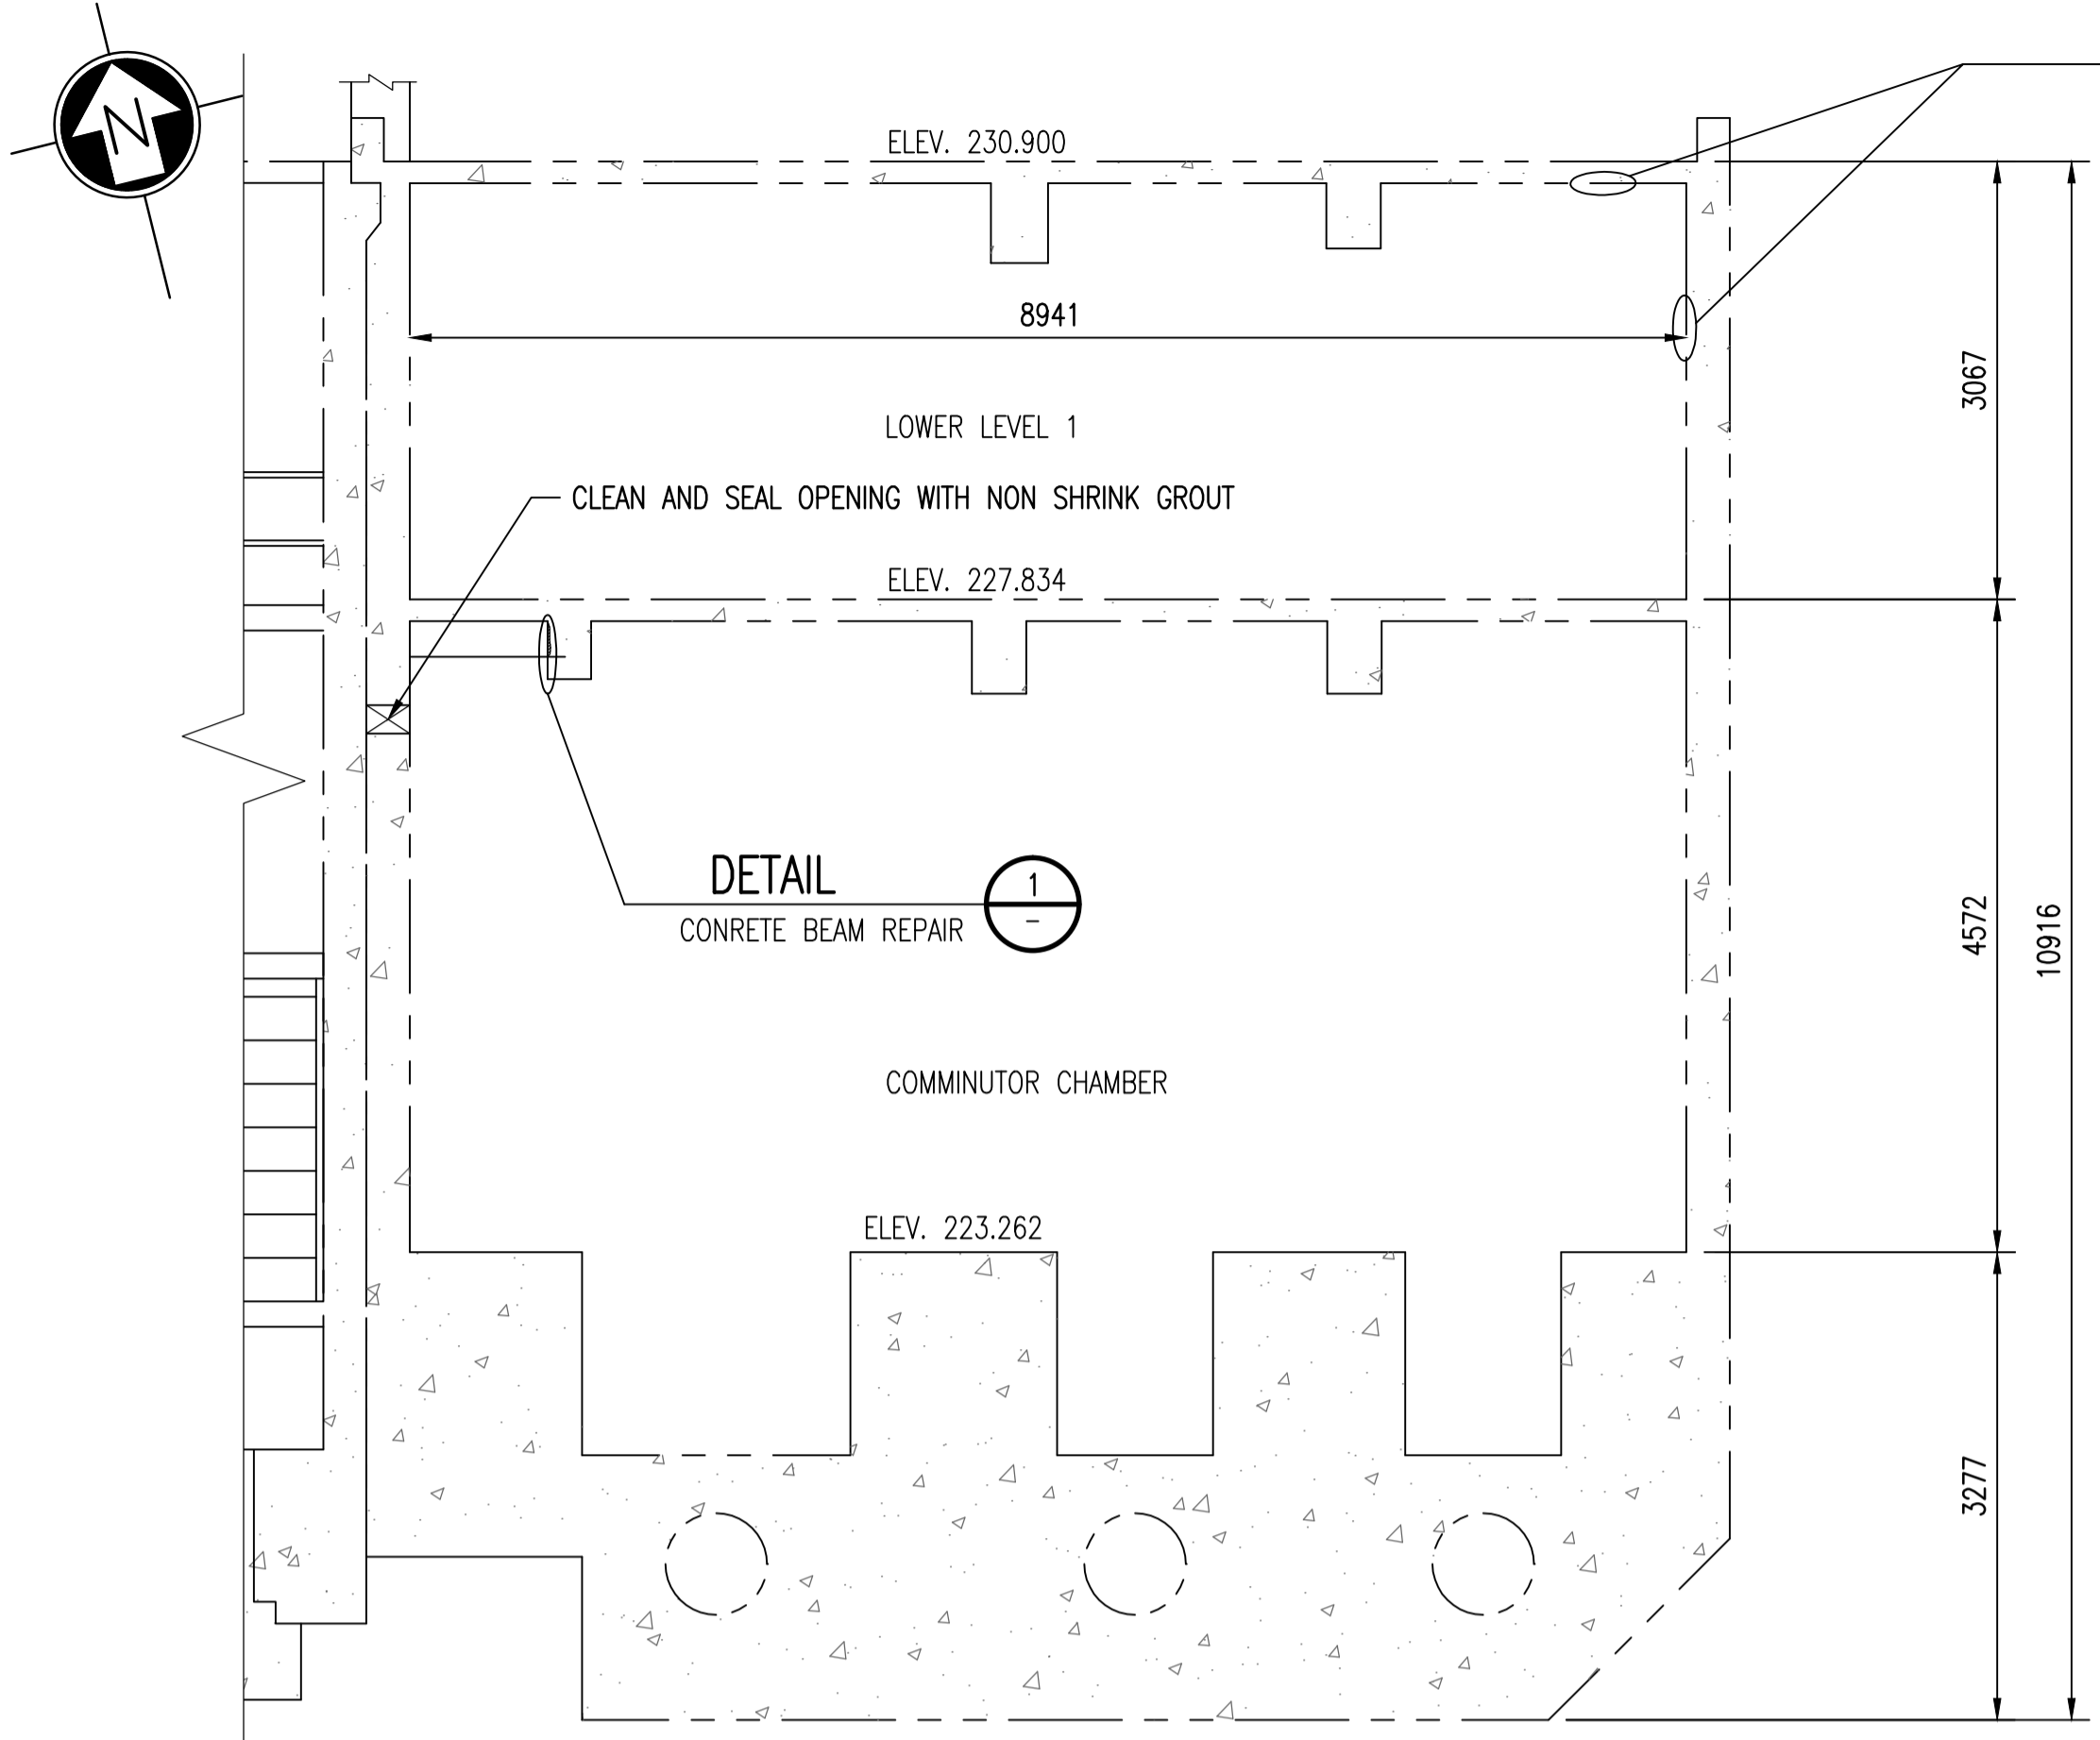 N
ELEV. 230.900
8941
3067
LOWER LEVEL 1
CLEAN AND SEAL OPENING WITH NON SHRINK GROUT
ELEV. 227.834
DETAIL
1
CONRETE BEAM REPAIR
-
4572
10916
COMMINUTOR CHAMBER
ELEV. 223.262
3277